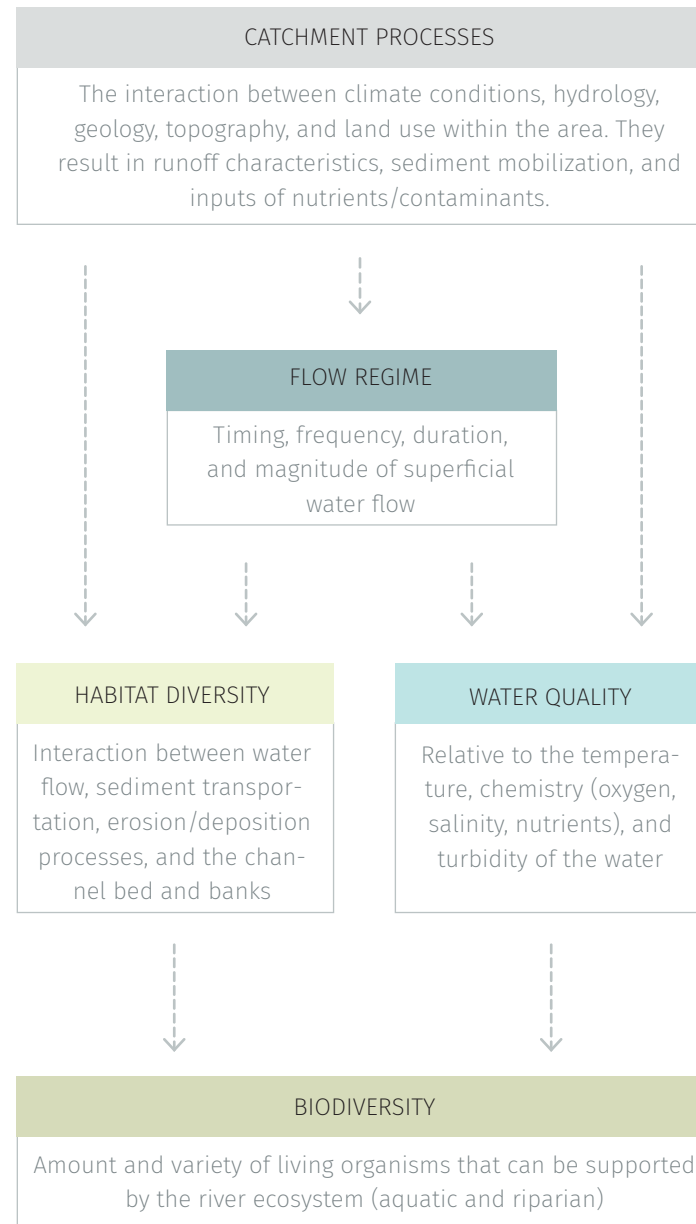 CATCHMENT PROCESSES
The interaction between climate conditions, hydrology,
geology, topography, and land use within the area. They
result in runoff characteristics, sediment mobilization, and
inputs of nutrients/contaminants.
FLOW REGIME
Timing, frequency, duration,
and magnitude of superficial
water flow
HABITAT DIVERSITY
Interaction between water
flow, sediment transpor-
tation, erosion/deposition
processes, and the chan-
nel bed and banks
WATER QUALITY
Relative to the tempera-
ture, chemistry (oxygen,
salinity, nutrients), and
turbidity of the water
BIODIVERSITY
Amount and variety of living organisms that can be supported
by the river ecosystem (aquatic and riparian)